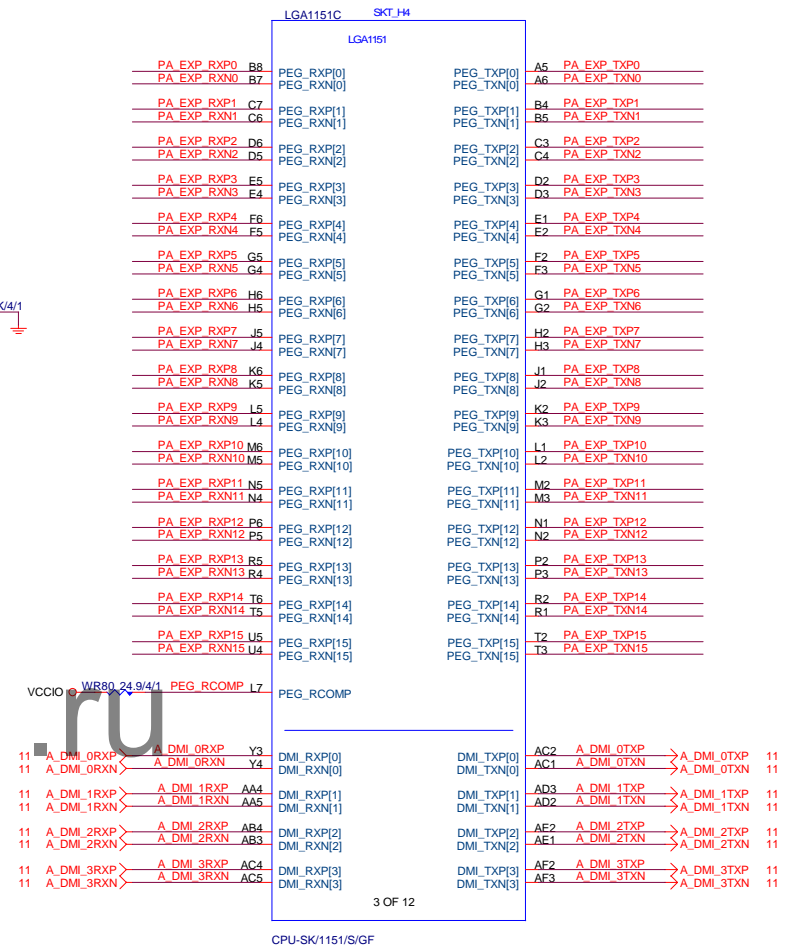 LGA1151C SKT_H4
LGA1151
PA_EXP_RXP0 B8 PEG_RXP[0] PEG_TXP[0] A5 PA_EXP_TXP0
PA_EXP_RXN0 B7 PEG_RXN[0] PEG_TXN[0] A6 PA_EXP_TXN0
PA_EXP_RXP1 C7 PEG_RXP[1] PEG_TXP[1] B4 PA_EXP_TXP1
PA_EXP_RXN1 C6 PEG_RXN[1] PEG_TXN[1] B5 PA_EXP_TXN1
PA_EXP_RXP2 D6 PEG_RXP[2] PEG_TXP[2] C3 PA_EXP_TXP2
PA_EXP_RXN2 D5 PEG_RXN[2] PEG_TXN[2] C4 PA_EXP_TXN2
PA_EXP_RXP3 E5 PEG_RXP[3] PEG_TXP[3] D2 PA_EXP_TXP3
PA_EXP_RXN3 E4 PEG_RXN[3] PEG_TXN[3] D3 PA_EXP_TXN3
PA_EXP_RXP4 F6 PEG_RXP[4] PEG_TXP[4] E1 PA_EXP_TXP4
PA_EXP_RXN4 F5 PEG_RXN[4] PEG_TXN[4] E2 PA_EXP_TXN4
PA_EXP_RXP5 G5 PEG_RXP[5] PEG_TXP[5] F2 PA_EXP_TXP5
PA_EXP_RXN5 G4 PEG_RXN[5] PEG_TXN[5] F3 PA_EXP_TXN5
PA_EXP_RXP6 H6 PEG_RXP[6] PEG_TXP[6] G1 PA_EXP_TXP6
K/4/1 PA_EXP_RXN6 H5 PEG_RXN[6] PEG_TXN[6] G2 PA_EXP_TXN6
PA_EXP_RXP7 J5 PEG_RXP[7] PEG_TXP[7] H2 PA_EXP_TXP7
PA_EXP_RXN7 J4 PEG_RXN[7] PEG_TXN[7] H3 PA_EXP_TXN7
PA_EXP_RXP8 K6 PEG_RXP[8] PEG_TXP[8] J1 PA_EXP_TXP8
PA_EXP_RXN8 K5 PEG_RXN[8] PEG_TXN[8] J2 PA_EXP_TXN8
PA_EXP_RXP9 L5 PEG_RXP[9] PEG_TXP[9] K2 PA_EXP_TXP9
PA_EXP_RXN9 L4 PEG_RXN[9] PEG_TXN[9] K3 PA_EXP_TXN9
PA_EXP_RXP10 M6 PEG_RXP[10] PEG_TXP[10] L1 PA_EXP_TXP10
PA_EXP_RXN10 M5 PEG_RXN[10] PEG_TXN[10] L2 PA_EXP_TXN10
PA_EXP_RXP11 N5 PEG_RXP[11] PEG_TXP[11] M2 PA_EXP_TXP11
PA_EXP_RXN11 N4 PEG_RXN[11] PEG_TXN[11] M3 PA_EXP_TXN11
PA_EXP_RXP12 P6 PEG_RXP[12] PEG_TXP[12] N1 PA_EXP_TXP12
PA_EXP_RXN12 P5 PEG_RXN[12] PEG_TXN[12] N2 PA_EXP_TXN12
PA_EXP_RXP13 R5 PEG_RXP[13] PEG_TXP[13] P2 PA_EXP_TXP13
PA_EXP_RXN13 R4 PEG_RXN[13] PEG_TXN[13] P3 PA_EXP_TXN13
PA_EXP_RXP14 T6 PEG_RXP[14] PEG_TXP[14] R2 PA_EXP_TXP14
PA_EXP_RXN14 T5 PEG_RXN[14] PEG_TXN[14] R1 PA_EXP_TXN14
PA_EXP_RXP15 U5 PEG_RXP[15] PEG_TXP[15] T2 PA_EXP_TXP15
PA_EXP_RXN15 U4 PEG_RXN[15] PEG_TXN[15] T3 PA_EXP_TXN15
VCCIO WR80 24.9/4/1 PEG_RCOMP L7 PEG_RCOMP
.ru
11 A_DMI_0RXP A_DMI_0RXP Y3 DMI_RXP[0] DMI_TXP[0] AC2 A_DMI_0TXP A_DMI_0TXP 11
11 A_DMI_0RXN A_DMI_0RXN Y4 DMI_RXN[0] DMI_TXN[0] AC1 A_DMI_0TXN A_DMI_0TXN 11
11 A_DMI_1RXP A_DMI_1RXP AA4 DMI_RXP[1] DMI_TXP[1] AD3 A_DMI_1TXP A_DMI_1TXP 11
11 A_DMI_1RXN A_DMI_1RXN AA5 DMI_RXN[1] DMI_TXN[1] AD2 A_DMI_1TXN A_DMI_1TXN 11
11 A_DMI_2RXP A_DMI_2RXP AB4 DMI_RXP[2] DMI_TXP[2] AE2 A_DMI_2TXP A_DMI_2TXP 11
11 A_DMI_2RXN A_DMI_2RXN AB3 DMI_RXN[2] DMI_TXN[2] AE1 A_DMI_2TXN A_DMI_2TXN 11
11 A_DMI_3RXP A_DMI_3RXP AC4 DMI_RXP[3] DMI_TXP[3] AF2 A_DMI_3TXP A_DMI_3TXP 11
11 A_DMI_3RXN A_DMI_3RXN AC5 DMI_RXN[3] DMI_TXN[3] AF3 A_DMI_3TXN A_DMI_3TXN 11
3 OF 12
CPU-SK/1151/S/GF